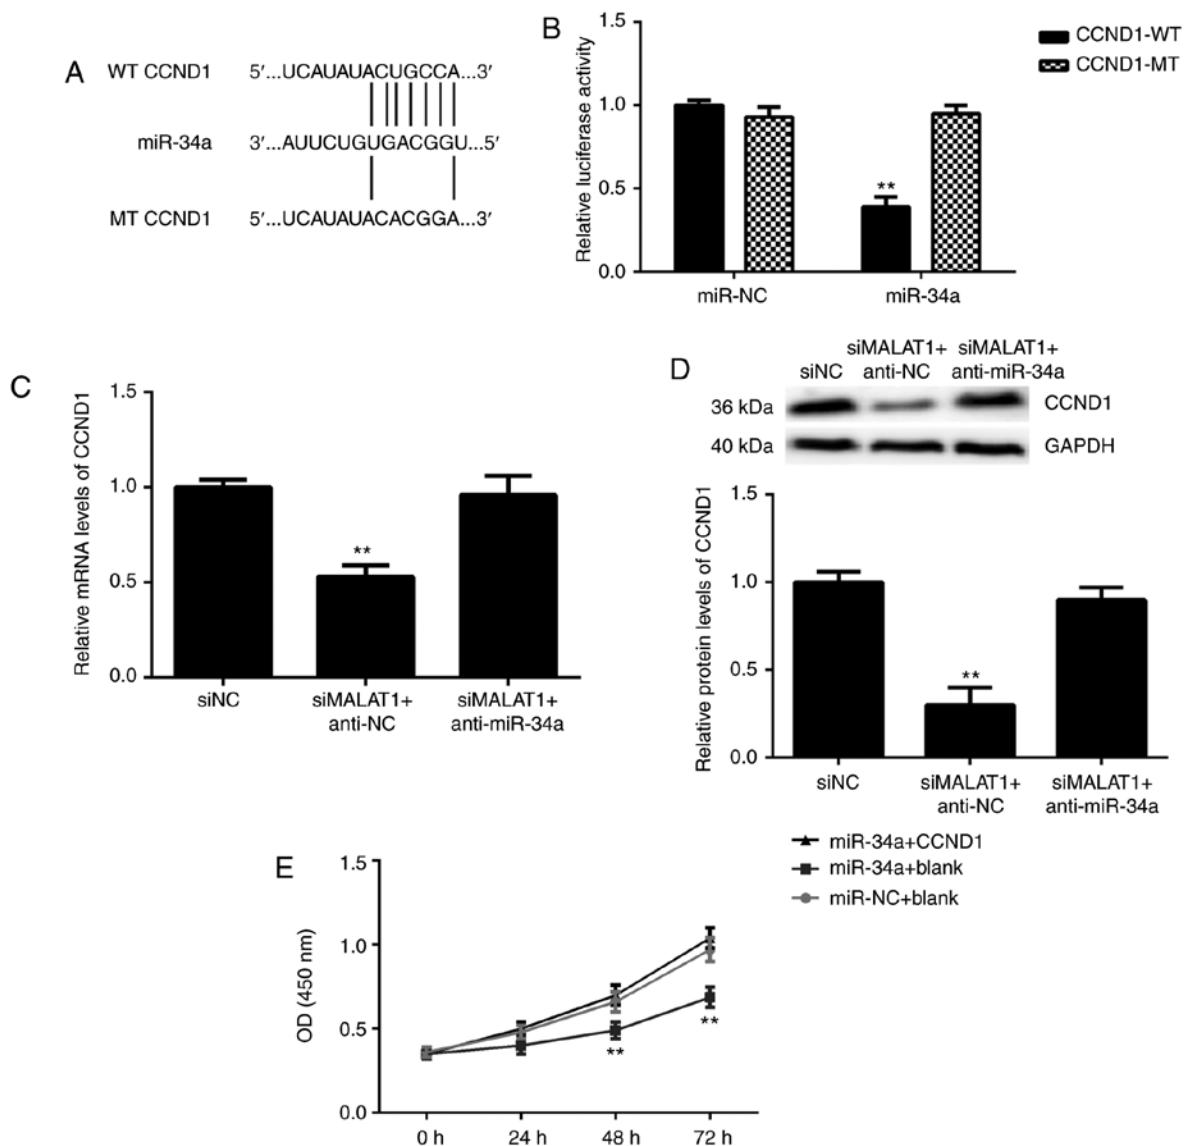 A
WT CCND1 5′...UCAUAUACUGCCA...3′
miR-34a 3′...AUUCUGUGACGGU...5′
MT CCND1 5′...UCAUAUACACGGA...3′
B
Relative luciferase activity
1.5
1.0
0.5
0.0
**
miR-NC miR-34a
CCND1-WT
CCND1-MT
C
Relative mRNA levels of CCND1
1.5
1.0
0.5
0.0
**
siNC siMALAT1+ siMALAT1+
anti-NC anti-miR-34a
D
siMALAT1+ siMALAT1+
siNC anti-NC anti-miR-34a
36 kDa CCND1
40 kDa GAPDH
Relative protein levels of CCND1
1.5
1.0
0.5
0.0
**
siNC siMALAT1+ siMALAT1+
anti-NC anti-miR-34a
E
OD (450 nm)
1.5
1.0
0.5
0.0
**
**
0 h 24 h 48 h 72 h
miR-34a+CCND1
miR-34a+blank
miR-NC+blank